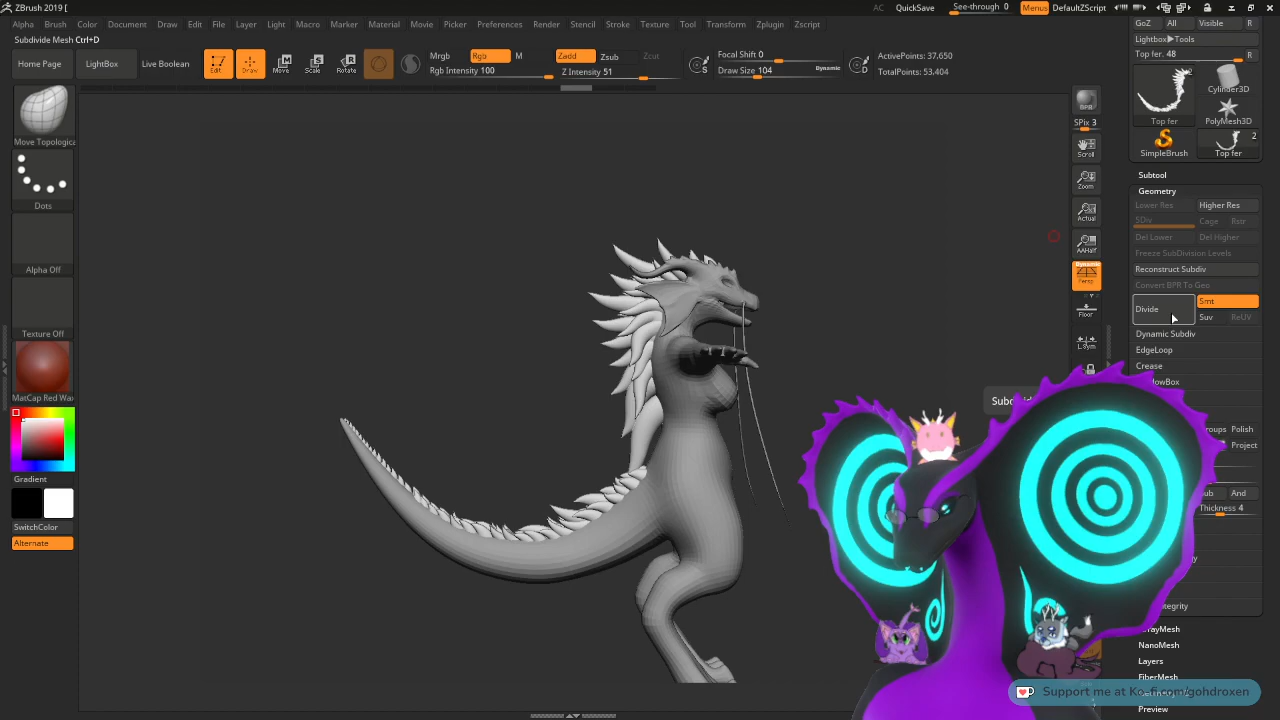 ZBrush 2019 [
AC QuickSave See-through 0 Menus DefaultZScript
Alpha Brush Color Document Draw Edit File Layer Light Macro Marker Material Movie Picker Preferences Render Stencil Stroke Texture Tool Transform Zplugin Zscript
Subdivide Mesh Ctrl+D
Home Page
LightBox
Live Boolean
Edit
Draw
Move
Scale
Rotate
Mrgb Rgb M
Rgb Intensity 100
Zadd Zsub Zcut
Z Intensity 51
S
Focal Shift 0
Draw Size 104 Dynamic
D
ActivePoints: 37,650
TotalPoints: 53,404
Move Topologica
Dots
Alpha Off
Texture Off
MatCap Red Wa
Gradient
SwitchColor
Alternate
BPR
SPix 3
Scroll
Zoom
Actual
AAHalf
Dynamic
Persp
Floor
L.Sym
GoZ All Visible R
Lightbox▶Tools
Top fer. 48 R
2
Top fer
Cylinder3D
PolyMesh3D
SimpleBrush
2
Top fer
Subtool
Geometry
Lower Res Higher Res
SDiv Cage Rstr
Del Lower Del Higher
Freeze SubDivision Levels
Reconstruct Subdiv
Convert BPR To Geo
Divide Smt
Suv ReUV
Dynamic Subdiv
EdgeLoop
Crease
Polish
Project
And
Thickness 4
NanoMesh
Layers
FiberMesh
Preview
Support me at Ko-fi.com/gohdroxen